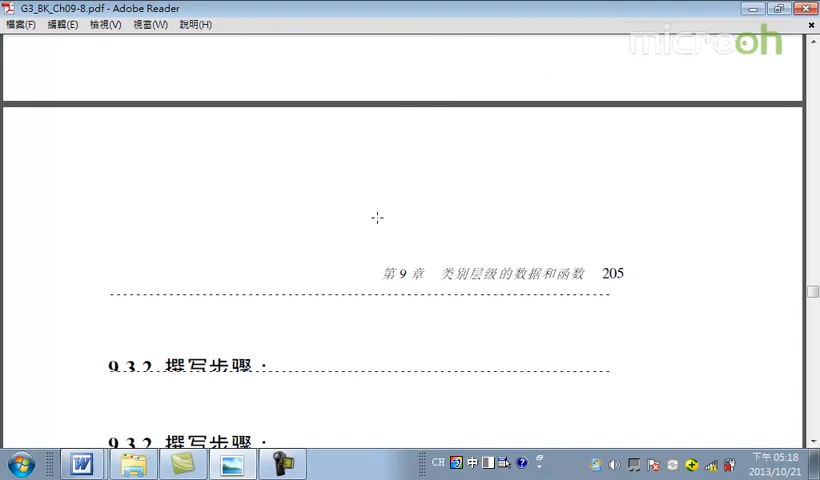 G3_BK_Ch09-8.pdf - Adobe Reader
檔案(F) 編輯(E) 檢視(V) 視窗(W) 說明(H)
microoh
第 9 章 类别层级的数据和函数 205
9.3.2 撰写步骤：
9.3.2 撰写步骤：
CH 中
下午 05:18
2013/10/21